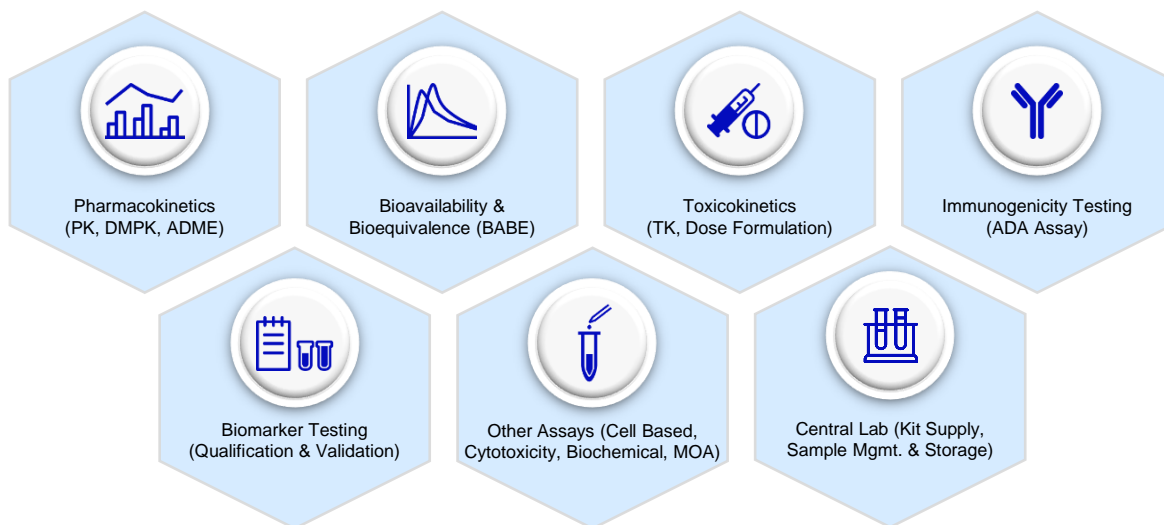 Pharmacokinetics
(PK, DMPK, ADME)
Bioavailability &
Bioequivalence (BABE)
Toxicokinetics
(TK, Dose Formulation)
Immunogenicity Testing
(ADA Assay)
Biomarker Testing
(Qualification & Validation)
Other Assays (Cell Based,
Cytotoxicity, Biochemical, MOA)
Central Lab (Kit Supply,
Sample Mgmt. & Storage)